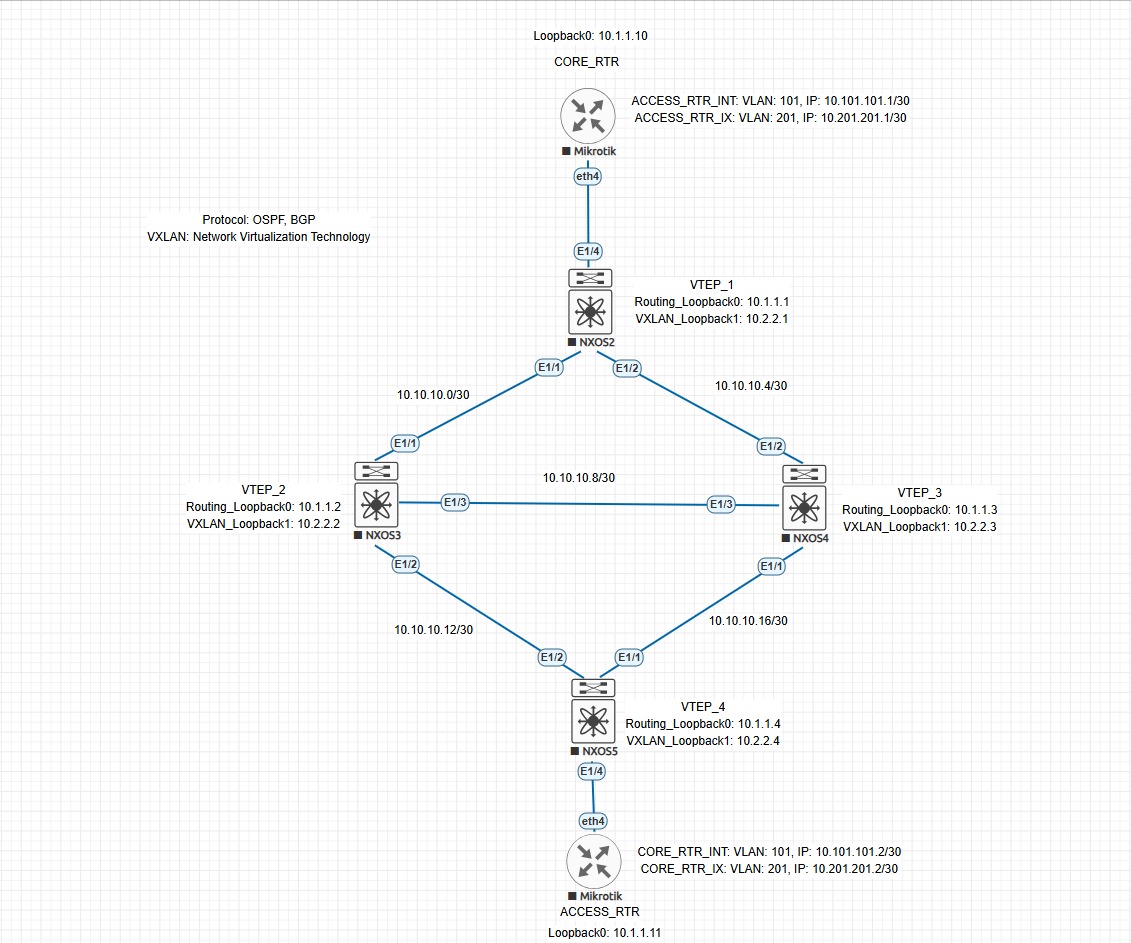 Loopback0: 10.1.1.10
CORE_RTR
ACCESS_RTR_INT: VLAN: 101, IP: 10.101.101.1/30
ACCESS_RTR_IX: VLAN: 201, IP: 10.201.201.1/30
Mikrotik
eth4
Protocol: OSPF, BGP
VXLAN: Network Virtualization Technology
E1/4
VTEP_1
Routing_Loopback0: 10.1.1.1
VXLAN_Loopback1: 10.2.2.1
NXOS2
E1/1
E1/2
10.10.10.0/30
10.10.10.4/30
E1/1
E1/2
10.10.10.8/30
VTEP_2
Routing_Loopback0: 10.1.1.2
VXLAN_Loopback1: 10.2.2.2
E1/3
E1/3
VTEP_3
Routing_Loopback0: 10.1.1.3
VXLAN_Loopback1: 10.2.2.3
NXOS3
NXOS4
E1/2
E1/1
10.10.10.12/30
10.10.10.16/30
E1/2
E1/1
VTEP_4
Routing_Loopback0: 10.1.1.4
VXLAN_Loopback1: 10.2.2.4
NXOS5
E1/4
eth4
CORE_RTR_INT: VLAN: 101, IP: 10.101.101.2/30
CORE_RTR_IX: VLAN: 201, IP: 10.201.201.2/30
Mikrotik
ACCESS_RTR
Loopback0: 10.1.1.11